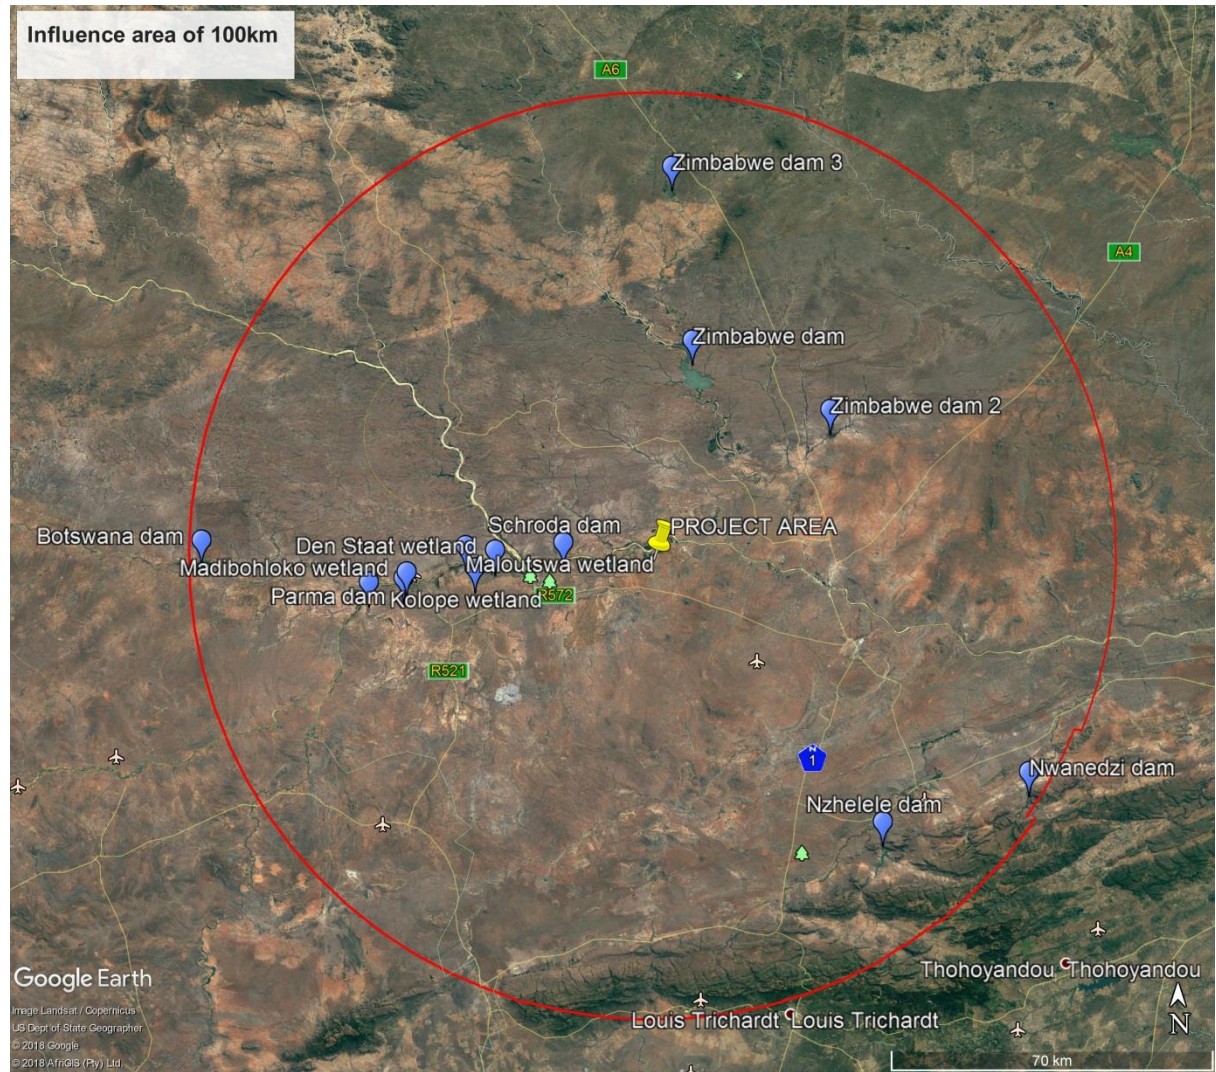 Influence area of 100km
A6
Zimbabwe dam 3
A4
Zimbabwe dam
Zimbabwe dam 2
Schroda dam
PROJECT AREA
Botswana dam
Den Staat wetland
Maloutswa wetland
Madibohloko wetland
Parma dam
Kolope wetland
R572
R521
N
1
Nwanedzi dam
Nzhelele dam
Google Earth
Thohoyandou Thohoyandou
Image Landsat / Copernicus
US Dept of State Geographer
© 2018 Google
© 2018 AfriGIS (Pty) Ltd.
Louis Trichardt Louis Trichardt
N
70 km